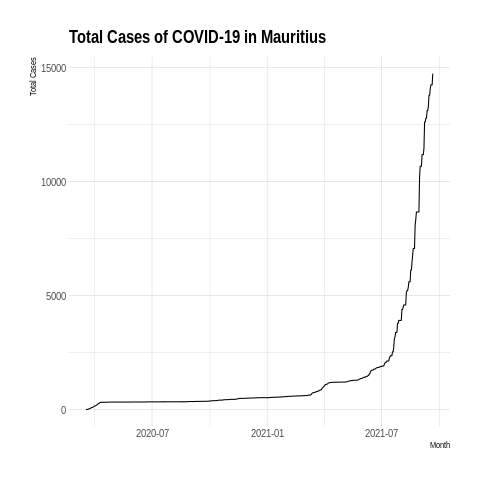 Total Cases of COVID-19 in Mauritius
Total Cases
15000
10000
5000
0
2020-07
2021-01
2021-07
Month